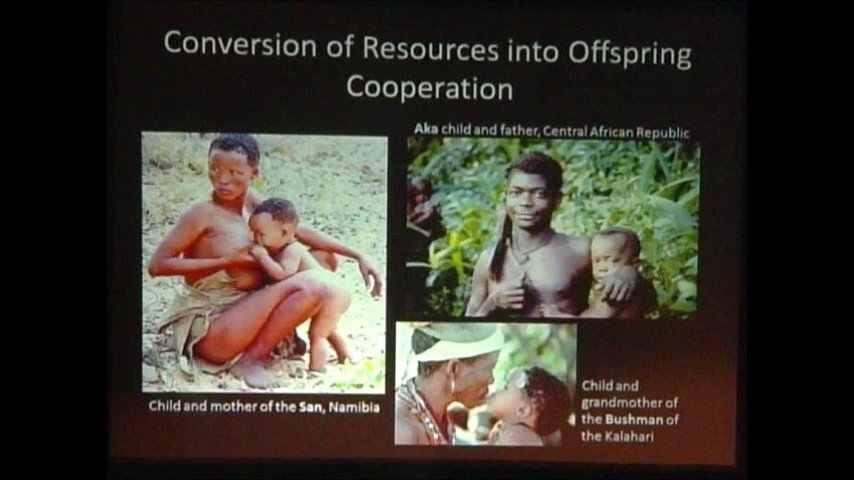 Conversion of Resources into Offspring
Cooperation
Aka child and father, Central African Republic
Child and mother of the San, Namibia
Child and
grandmother of
the Bushman of
the Kalahari